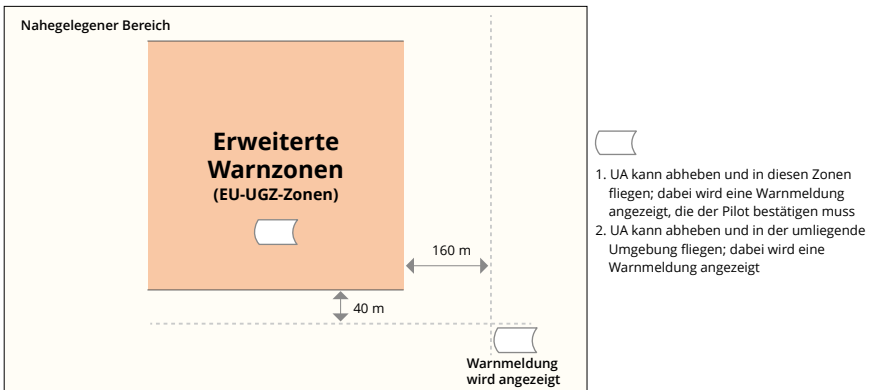 Nahegelegener Bereich
Erweiterte
Warnzonen
(EU-UGZ-Zonen)
160 m
40 m
Warnmeldung
wird angezeigt
1. UA kann abheben und in diesen Zonen
fliegen; dabei wird eine Warnmeldung
angezeigt, die der Pilot bestätigen muss
2. UA kann abheben und in der umliegende
Umgebung fliegen; dabei wird eine
Warnmeldung angezeigt